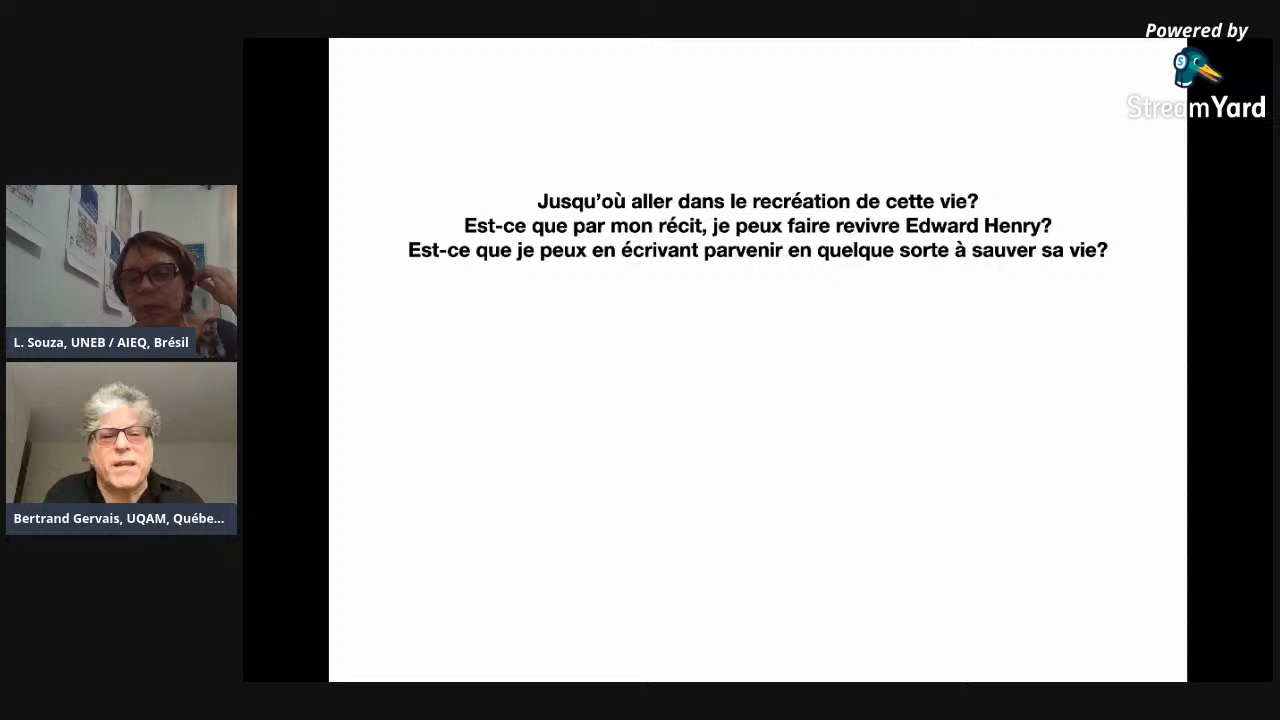 Powered by
StreamYard
Jusqu'où aller dans le recréation de cette vie?
Est-ce que par mon récit, je peux faire revivre Edward Henry?
Est-ce que je peux en écrivant parvenir en quelque sorte à sauver sa vie?
L. Souza, UNEB / AIEQ, Brésil
Bertrand Gervais, UQAM, Québe...